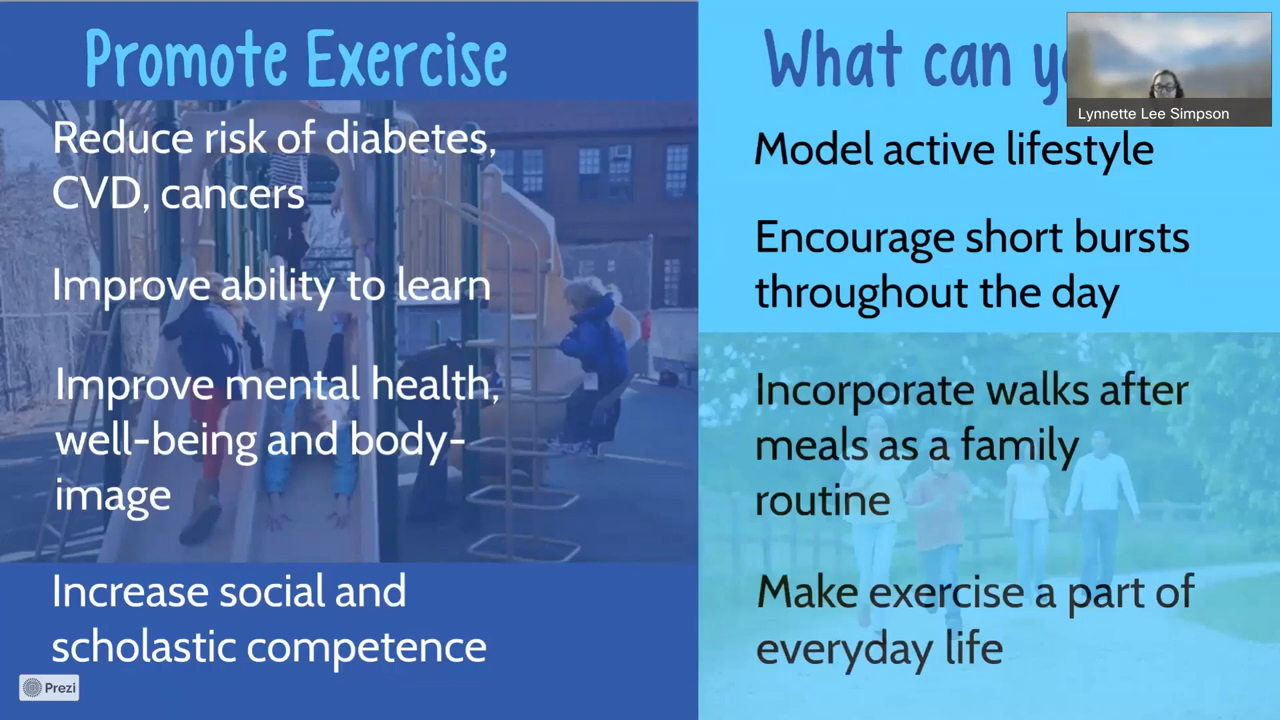 Promote Exercise
Reduce risk of diabetes,
CVD, cancers
Improve ability to learn
Improve mental health,
well-being and body-
image
Increase social and
scholastic competence
Prezi
What can
Lynnette Lee Simpson
Model active lifestyle
Encourage short bursts
throughout the day
Incorporate walks after
meals as a family
routine
Make exercise a part of
everyday life